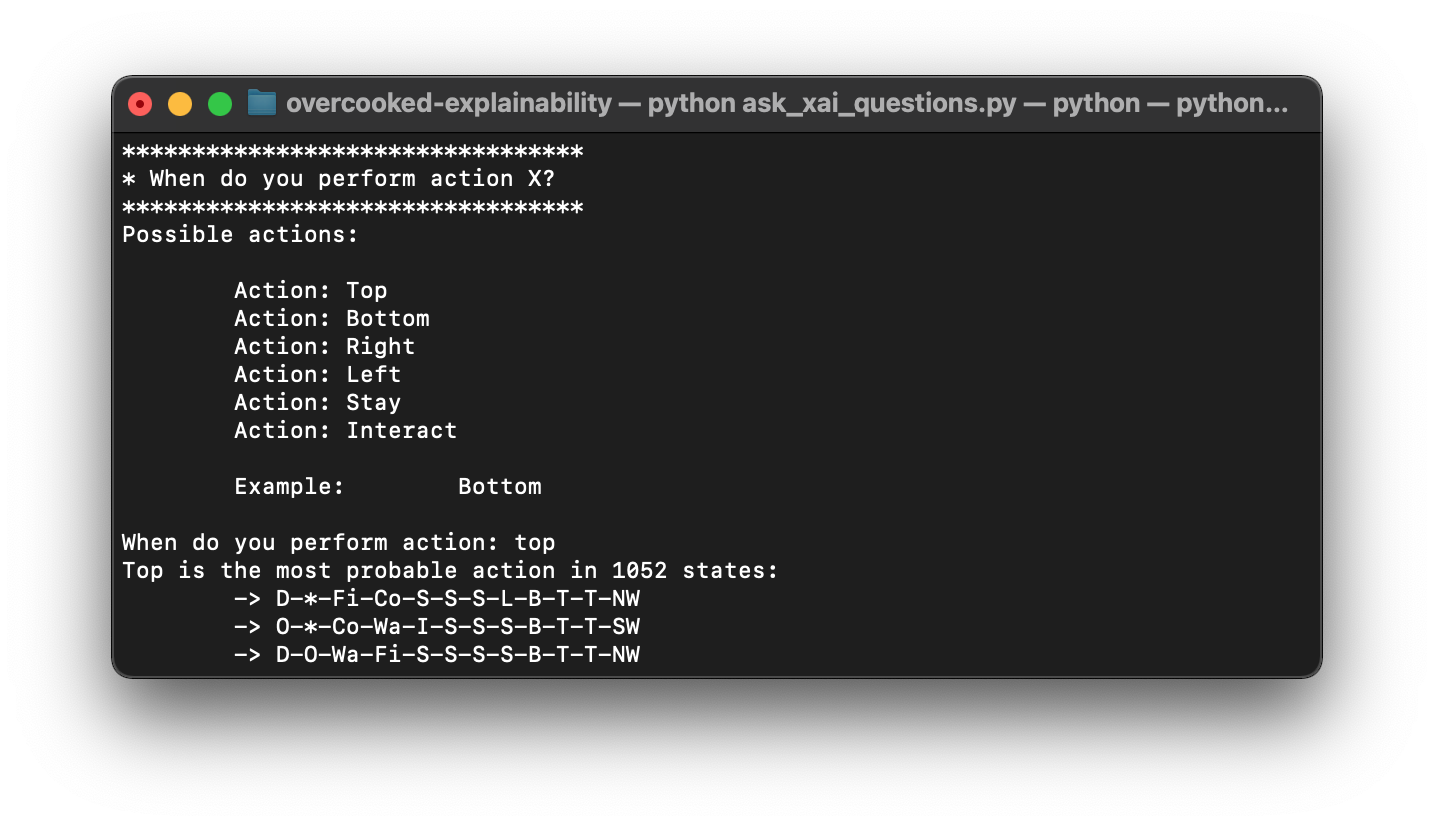 overcooked-explainability — python ask_xai_questions.py — python — python...
*********************************
* When do you perform action X?
*********************************
Possible actions:
Action: Top
Action: Bottom
Action: Right
Action: Left
Action: Stay
Action: Interact
Example: Bottom
When do you perform action: top
Top is the most probable action in 1052 states:
-> D-*-Fi-Co-S-S-S-L-B-T-T-NW
-> O-*-Co-Wa-I-S-S-S-B-T-T-SW
-> D-O-Wa-Fi-S-S-S-S-B-T-T-NW